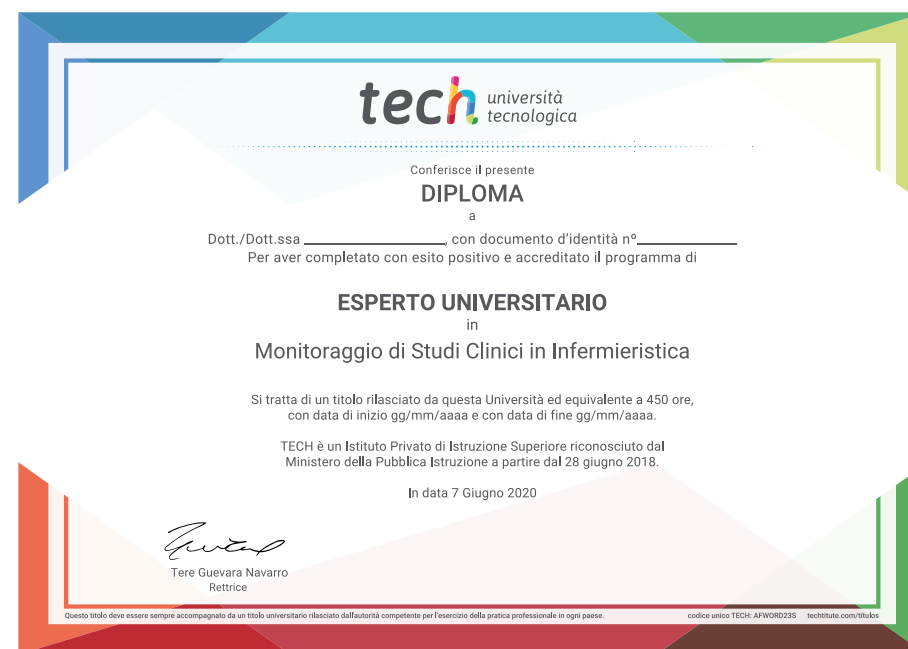 tech università
tecnologica
Conferisce il presente
DIPLOMA
a
Dott./Dott.ssa ____________________, con documento d'identità nº______________
Per aver completato con esito positivo e accreditato il programma di
ESPERTO UNIVERSITARIO
in
Monitoraggio di Studi Clinici in Infermieristica
Si tratta di un titolo rilasciato da questa Università ed equivalente a 450 ore,
con data di inizio gg/mm/aaaa e con data di fine gg/mm/aaaa.
TECH è un Istituto Privato di Istruzione Superiore riconosciuto dal
Ministero della Pubblica Istruzione a partire dal 28 giugno 2018.
In data 7 Giugno 2020
Tere Guevara Navarro
Rettrice
Questo titolo deve essere sempre accompagnato da un titolo universitario rilasciato dall'autorità competente per l'esercizio della pratica professionale in ogni paese. codice unico TECH: AFWORD23S techtitute.com/titulos